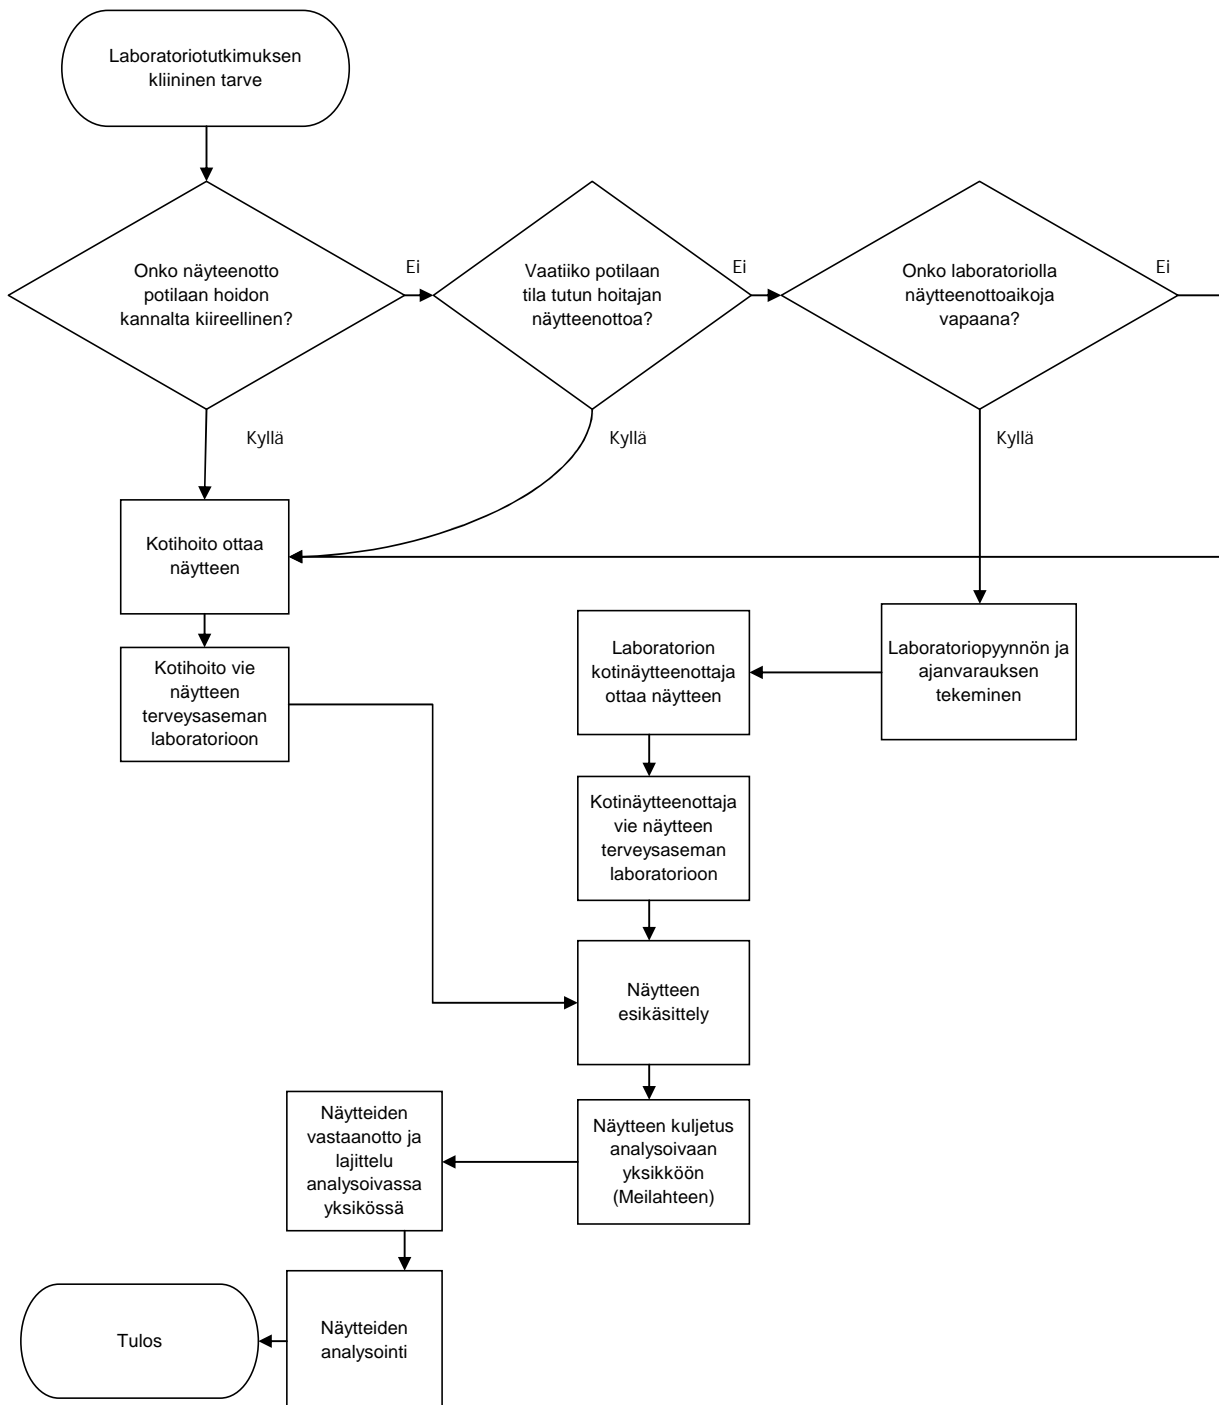 Laboratoriotutkimuksen
kliininen tarve
Onko näyteenotto
potilaan hoidon
kannalta kiireellinen?
Ei
Vaatiiko potilaan
tila tutun hoitajan
näytteenottoa?
Ei
Onko laboratoriolla
näytteenottoaikoja
vapaana?
Ei
Kyllä
Kyllä
Kyllä
Kotihoito ottaa
näytteen
Kotihoito vie
näytteen
terveysaseman
laboratorioon
Laboratorion
kotinäytteenottaja
ottaa näytteen
Laboratoriopyynnön ja
ajanvarauksen
tekeminen
Kotinäytteenottaja
vie näytteen
terveysaseman
laboratorioon
Näytteen
esikäsittely
Näytteiden
vastaanotto ja
lajittelu
analysoivassa
yksikössä
Näytteen kuljetus
analysoivaan
yksikköön
(Meilahteen)
Tulos
Näytteiden
analysointi